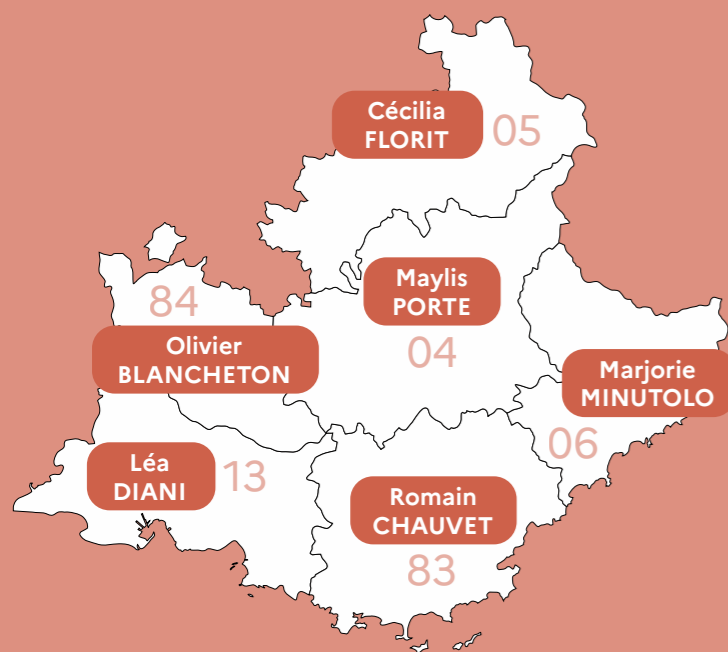 Cécilia
FLORIT
05
Maylis
PORTE
04
84
Olivier
BLANCHETON
Marjorie
MINUTOLO
06
Léa
DIANI
13
Romain
CHAUVET
83